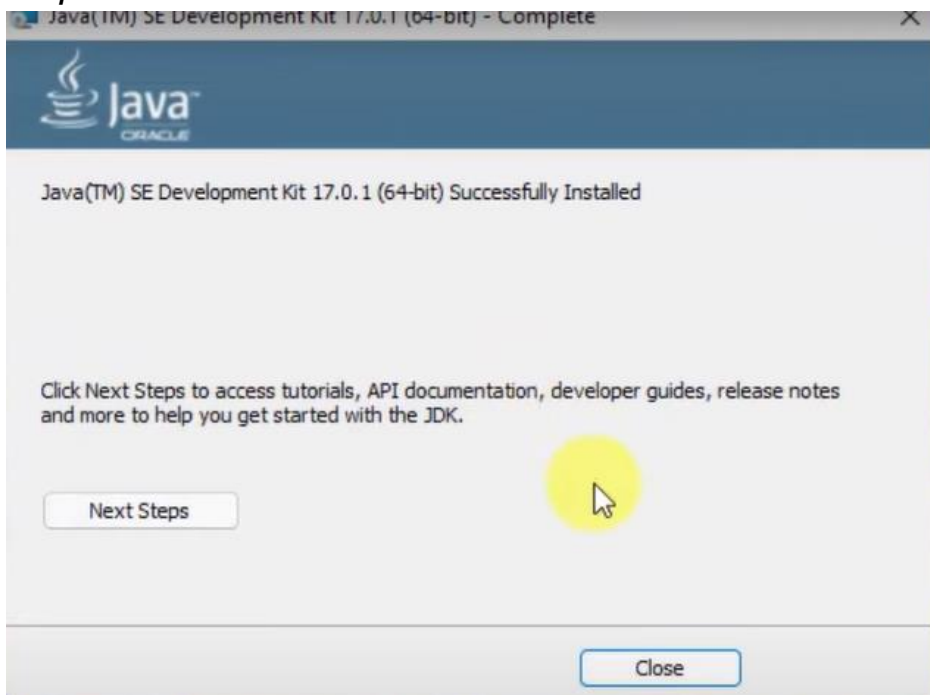 Java(TM) SE Development Kit 17.0.1 (64-bit) - Complete
Java™
ORACLE
Java(TM) SE Development Kit 17.0.1 (64-bit) Successfully Installed
Click Next Steps to access tutorials, API documentation, developer guides, release notes
and more to help you get started with the JDK.
Next Steps
Close